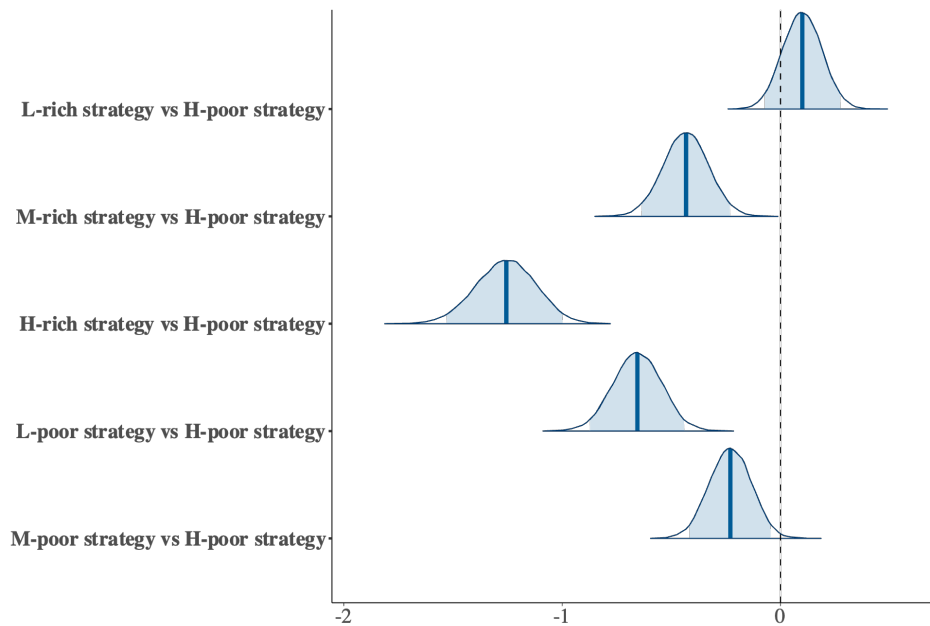 L-rich strategy vs H-poor strategy
M-rich strategy vs H-poor strategy
H-rich strategy vs H-poor strategy
L-poor strategy vs H-poor strategy
M-poor strategy vs H-poor strategy
-2 -1 0